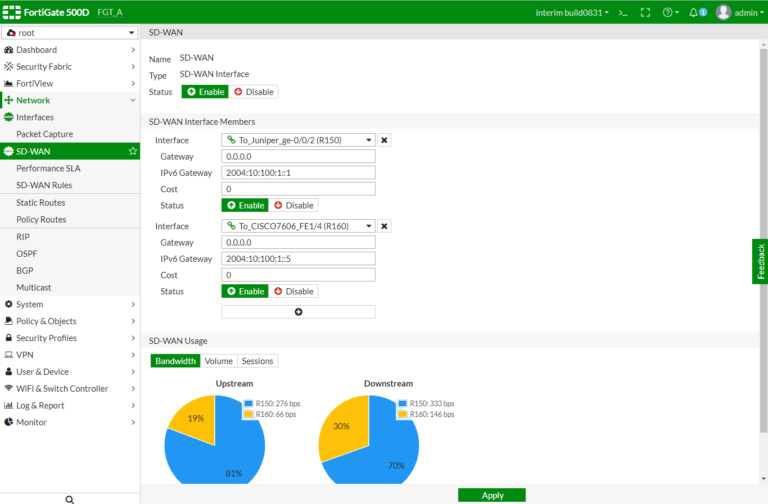 FortiGate 500D FGT_A
interim build0831
>_
1
admin
root
SD-WAN
Dashboard
Security Fabric
FortiView
Network
Interfaces
Packet Capture
SD-WAN
Performance SLA
SD-WAN Rules
Static Routes
Policy Routes
RIP
OSPF
BGP
Multicast
System
Policy & Objects
Security Profiles
VPN
User & Device
WiFi & Switch Controller
Log & Report
Monitor
Name SD-WAN
Type SD-WAN Interface
Status Enable Disable
SD-WAN Interface Members
Interface To_Juniper_ge-0/0/2 (R150)
Gateway 0.0.0.0
IPv6 Gateway 2004:10:100:1::1
Cost 0
Status Enable Disable
Interface To_CISCO7606_FE1/4 (R160)
Gateway 0.0.0.0
IPv6 Gateway 2004:10:100:1::5
Cost 0
Status Enable Disable
SD-WAN Usage
Bandwidth Volume Sessions
Upstream
R150: 276 bps
R160: 66 bps
19%
81%
Downstream
R150: 333 bps
R160: 146 bps
30%
70%
Feedback
Apply